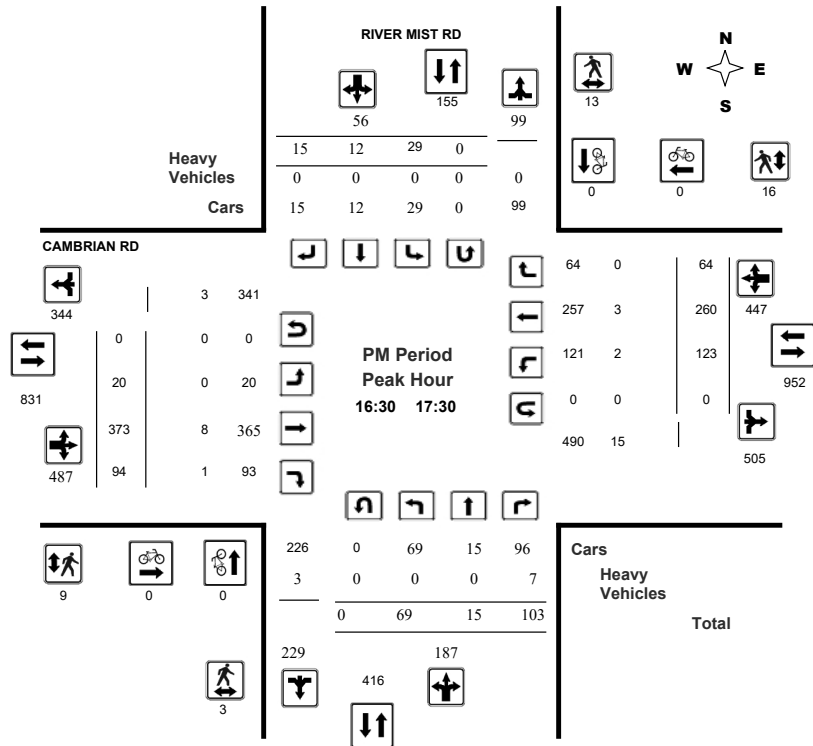 RIVER MIST RD
N
W E
S
155
13
56 99
15 12 29 0
Heavy
Vehicles
0 0 0 0 0
0 0 16
Cars
15 12 29 0 99
CAMBRIAN RD
64 0 64
344
3 341
447
257 3 260
0 0 0
PM Period
Peak Hour
16:30 17:30
121 2 123
952
831
20 0 20
0 0 0
373 8 365
490 15
505
487
94 1 93
226 0 69 15 96
Cars
3 0 0 0 7
Heavy
Vehicles
9 0 0
0 69 15 103
Total
229 187
416
3